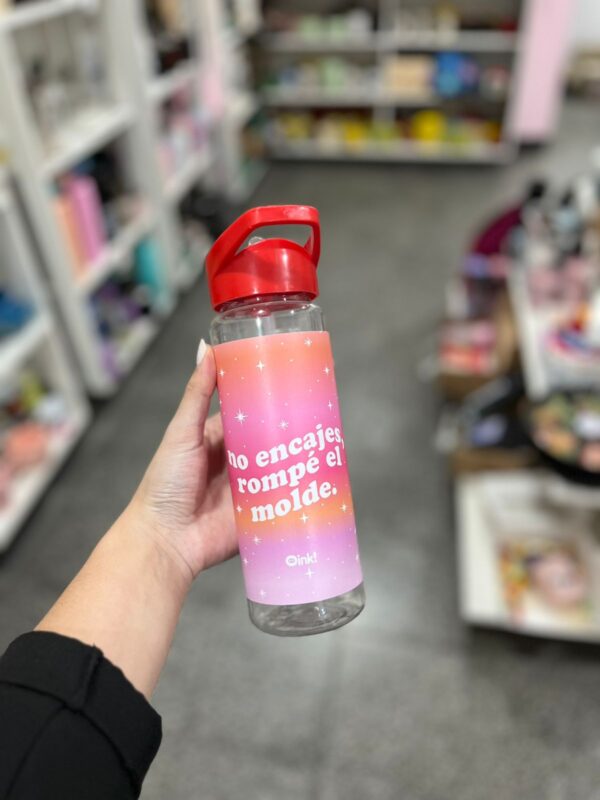 no encajes,
rompé el
molde.
Oink!